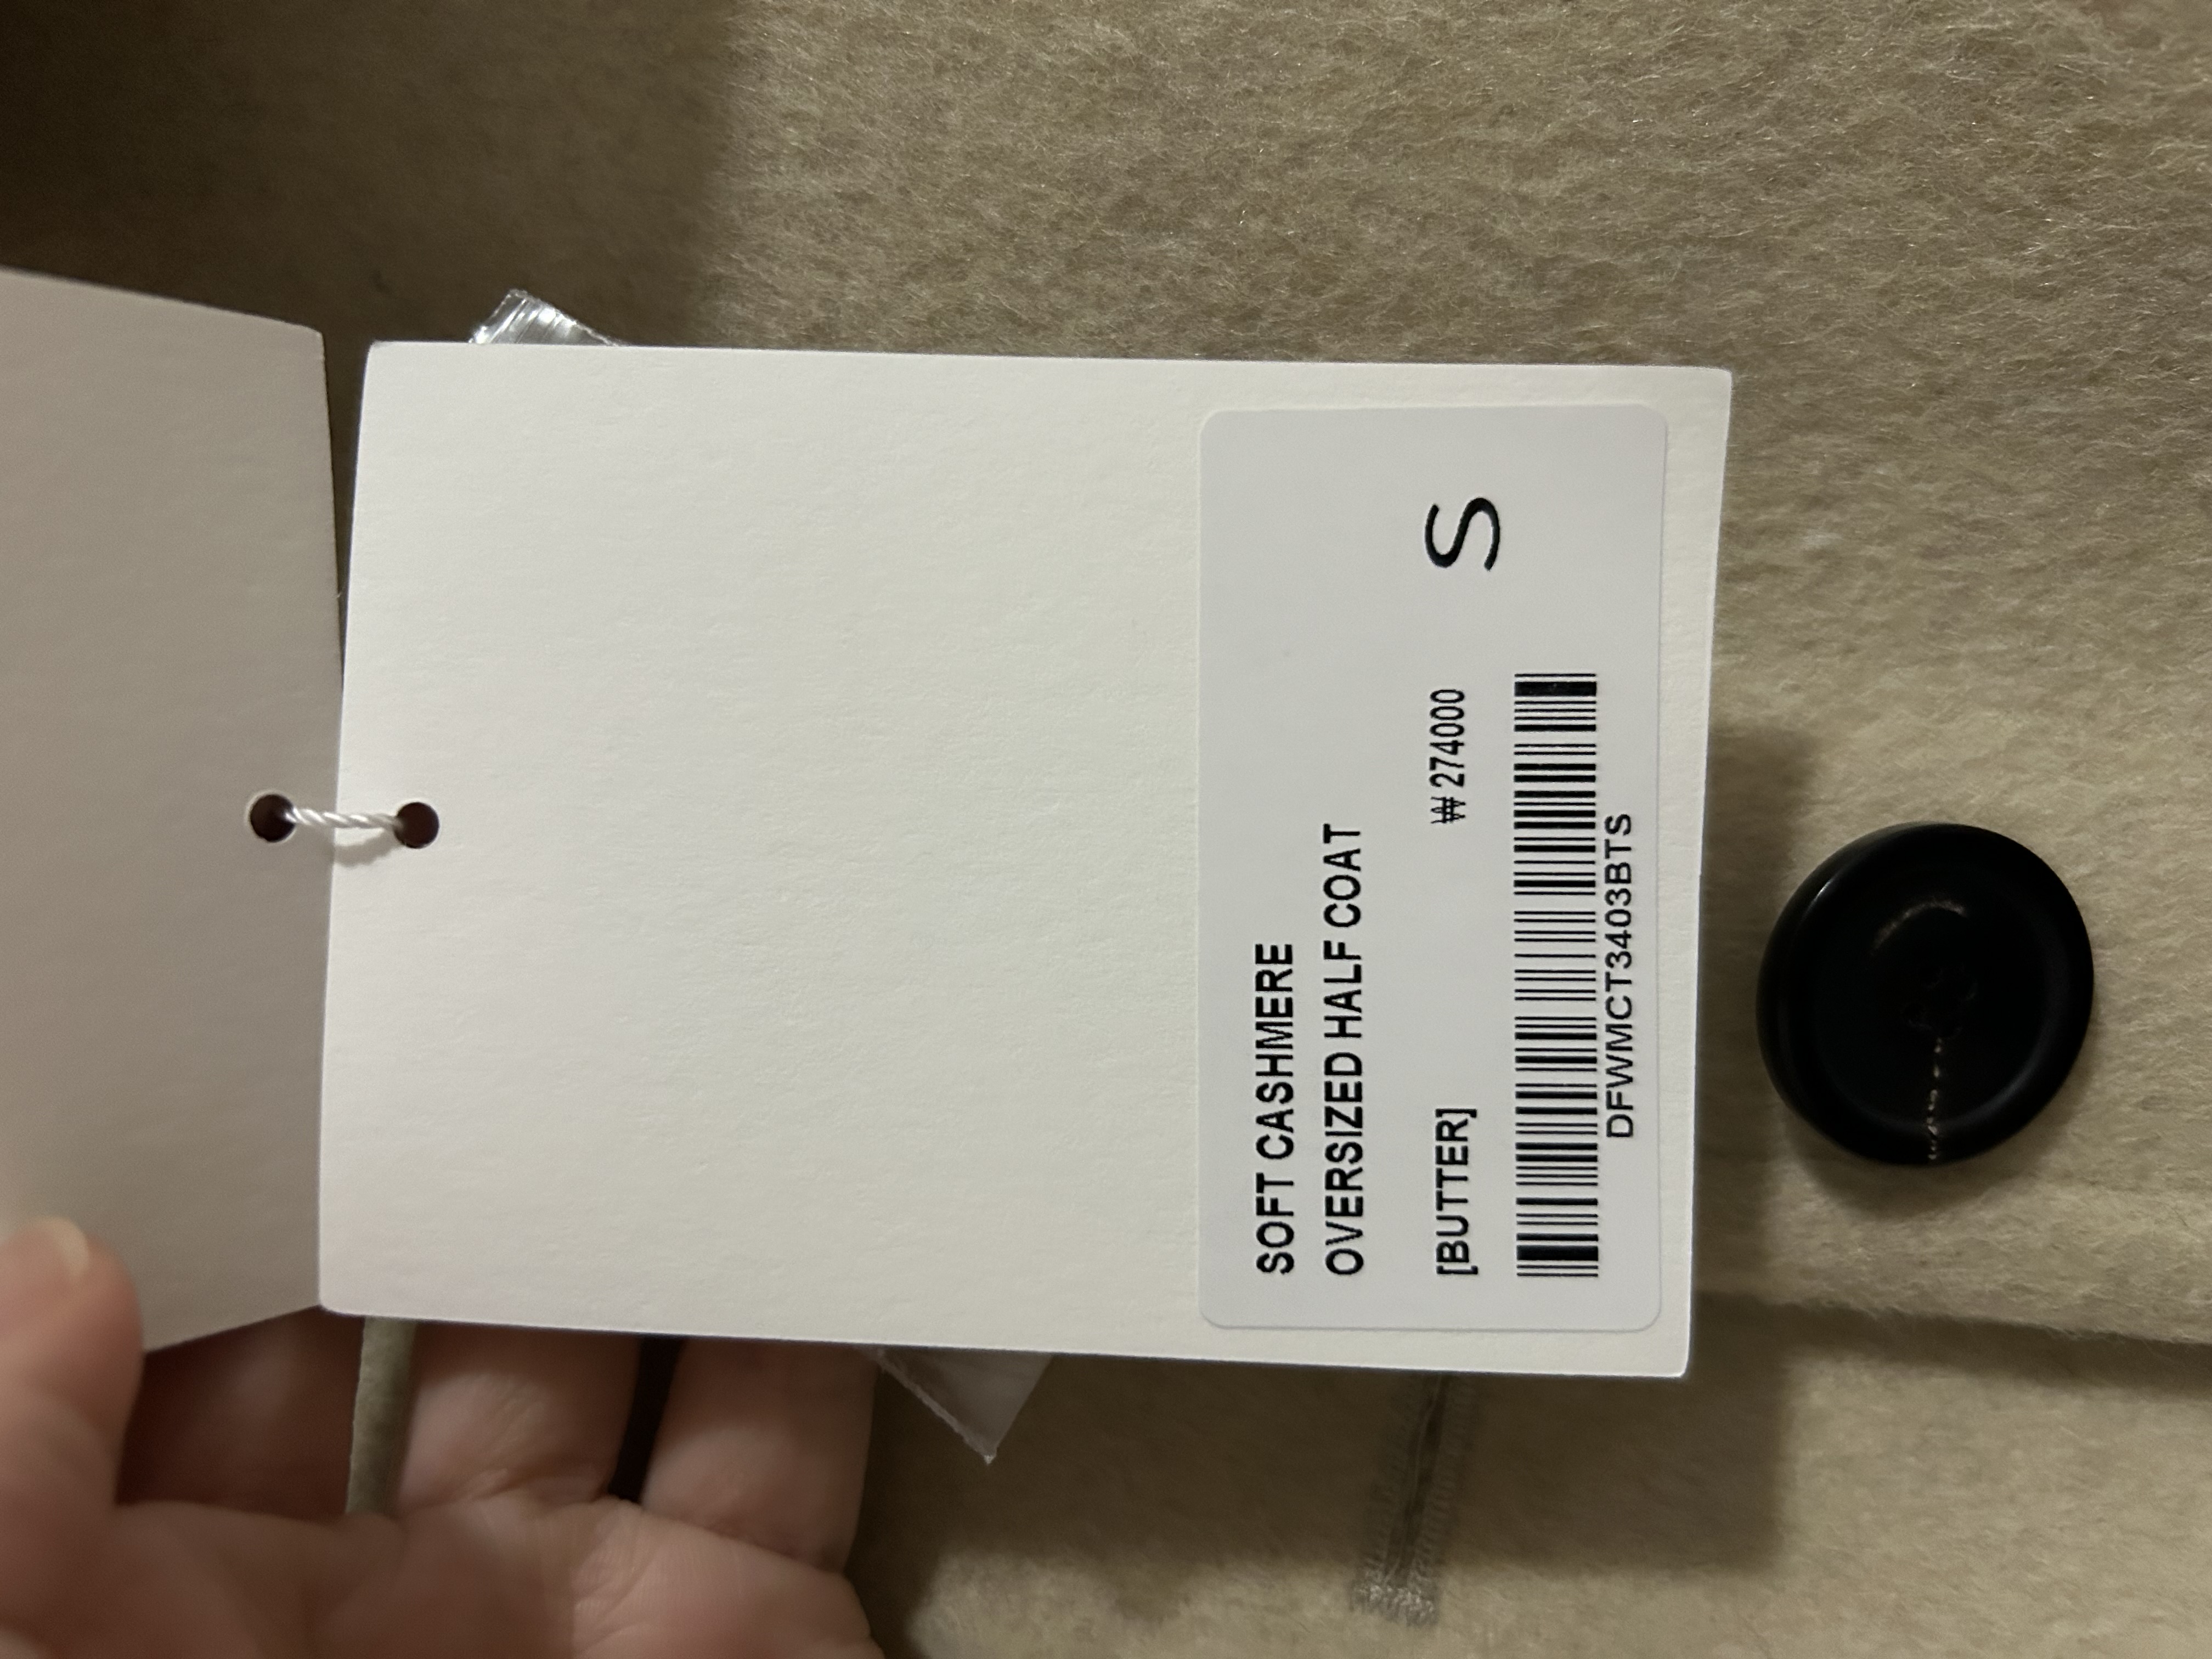 SOFT CASHMERE
OVERSIZED HALF COAT
[BUTTER] ₩ 274000 S
DFWMCT3403BTS